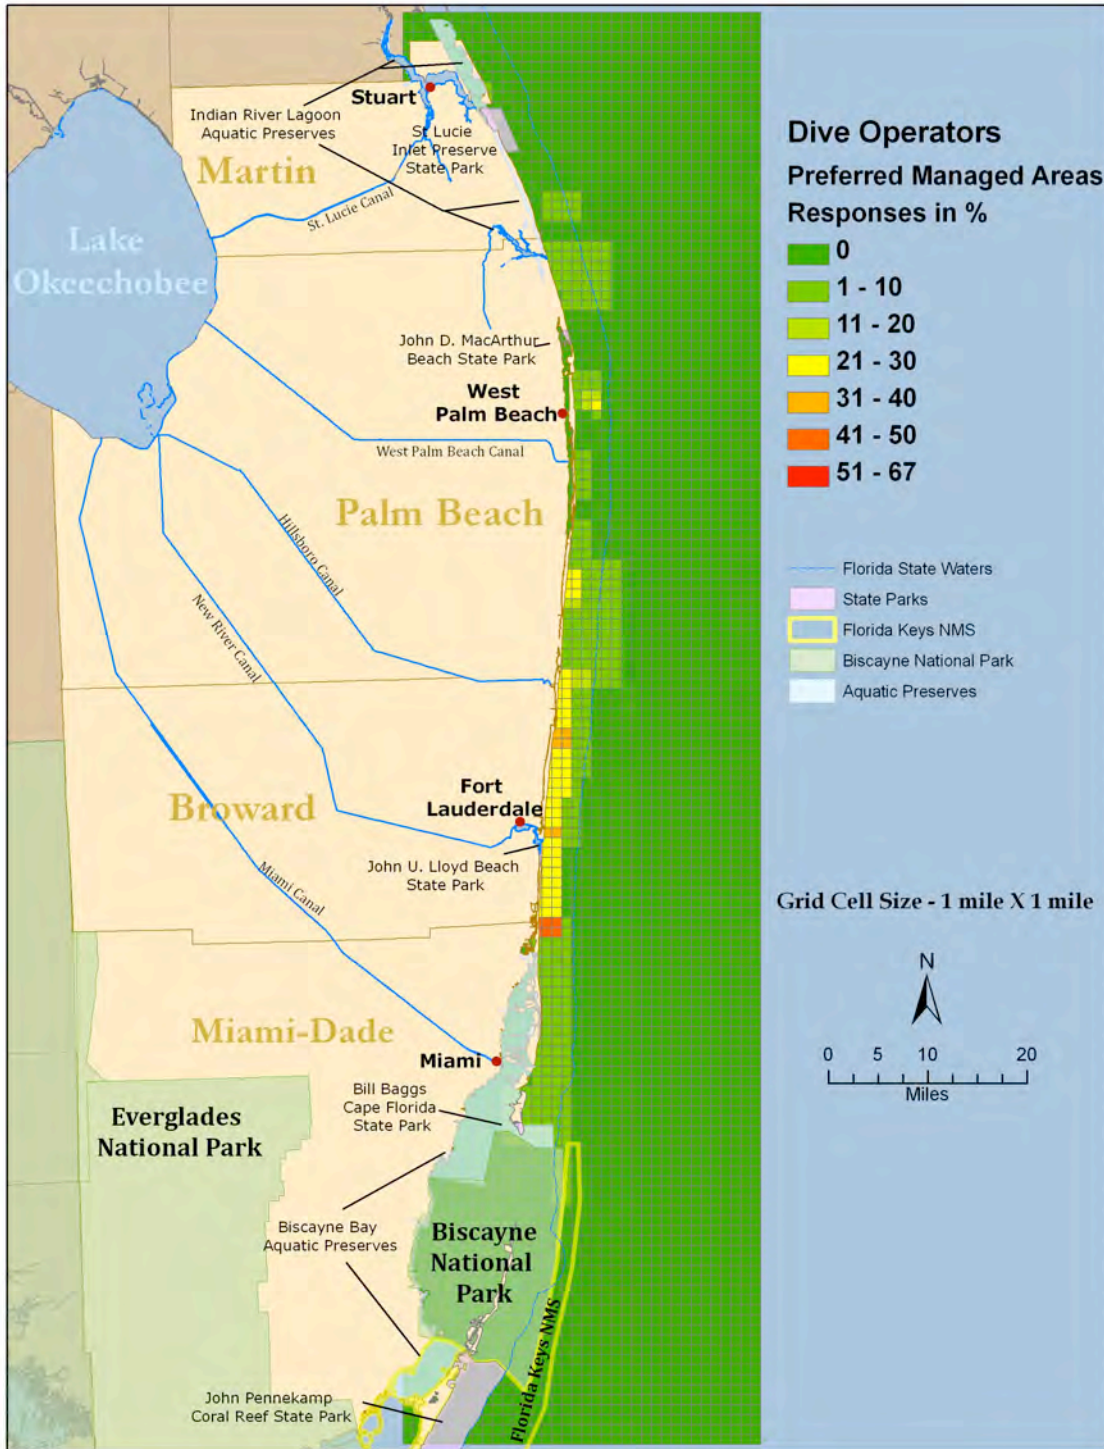 Stuart
Indian River Lagoon
Aquatic Preserves
St Lucie
Inlet Preserve
State Park
Martin
St. Lucie Canal
Lake
Okeechobee
John D. MacArthur
Beach State Park
West
Palm Beach
West Palm Beach Canal
Palm Beach
Hillsboro Canal
New River Canal
Fort
Lauderdale
Broward
John U. Lloyd Beach
State Park
Miami Canal
Miami-Dade
Miami
Bill Baggs
Cape Florida
State Park
Everglades
National Park
Biscayne Bay
Aquatic Preserves
Biscayne
National
Park
Florida Keys NMS
John Pennekamp
Coral Reef State Park
Dive Operators
Preferred Managed Areas
Responses in %
0
1 - 10
11 - 20
21 - 30
31 - 40
41 - 50
51 - 67
Florida State Waters
State Parks
Florida Keys NMS
Biscayne National Park
Aquatic Preserves
Grid Cell Size - 1 mile X 1 mile
N
0 5 10 20
Miles